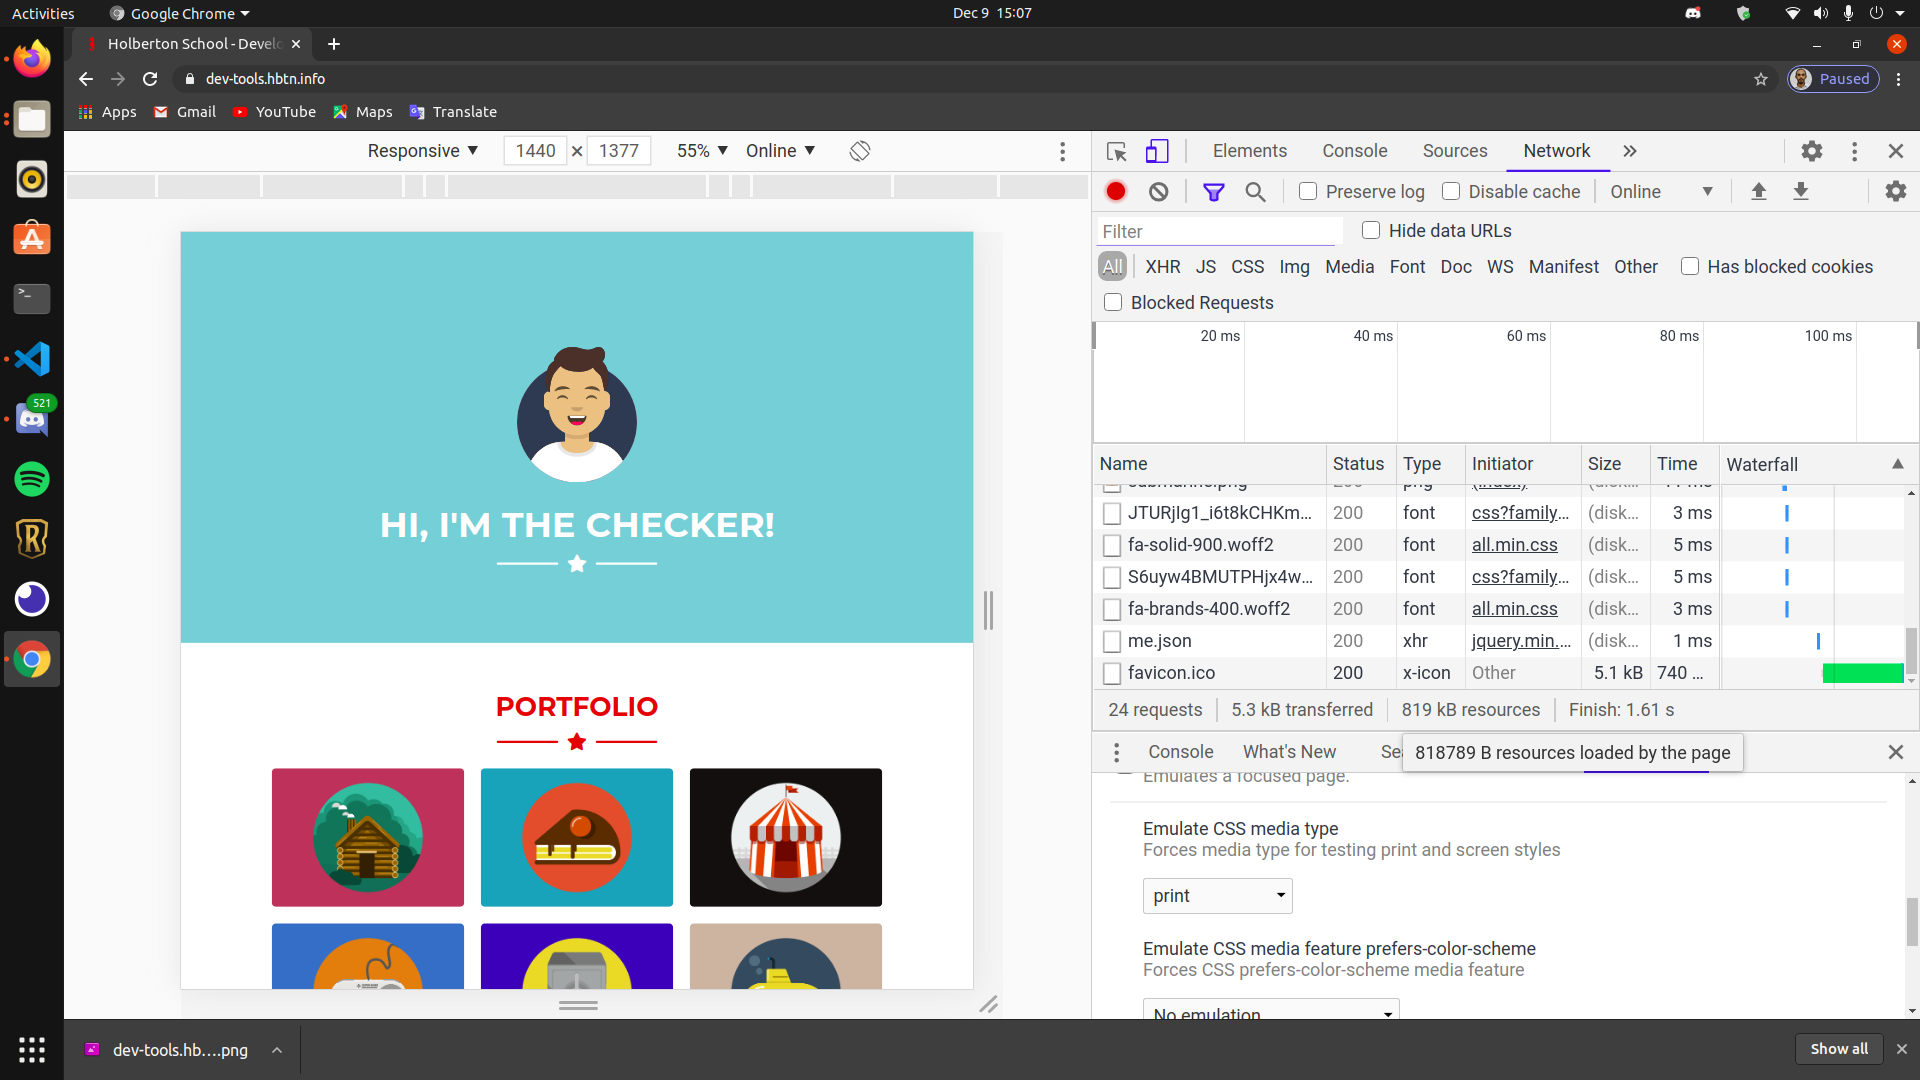 Activities
Google Chrome
Dec 9 15:07
Holberton School - Develo
dev-tools.hbtn.info
Paused
Apps
Gmail
YouTube
Maps
Translate
521
Responsive
1440 × 1377
55%
Online
HI, I'M THE CHECKER!
PORTFOLIO
Elements
Console
Sources
Network
Preserve log
Disable cache
Online
Filter
Hide data URLs
All XHR JS CSS Img Media Font Doc WS Manifest Other
Has blocked cookies
Blocked Requests
20 ms 40 ms 60 ms 80 ms 100 ms
Name Status Type Initiator Size Time Waterfall
JTURjIg1_i6t8kCHKm... 200 font css?family... (disk... 3 ms
fa-solid-900.woff2 200 font all.min.css (disk... 5 ms
S6uyw4BMUTPHjx4w... 200 font css?family... (disk... 5 ms
fa-brands-400.woff2 200 font all.min.css (disk... 3 ms
me.json 200 xhr jquery.min.... (disk... 1 ms
favicon.ico 200 x-icon Other 5.1 kB 740 ...
24 requests 5.3 kB transferred 819 kB resources Finish: 1.61 s
Console What's New
818789 B resources loaded by the page
Emulates a focused page.
Emulate CSS media type
Forces media type for testing print and screen styles
print
Emulate CSS media feature prefers-color-scheme
Forces CSS prefers-color-scheme media feature
No emulation
dev-tools.hb....png
Show all